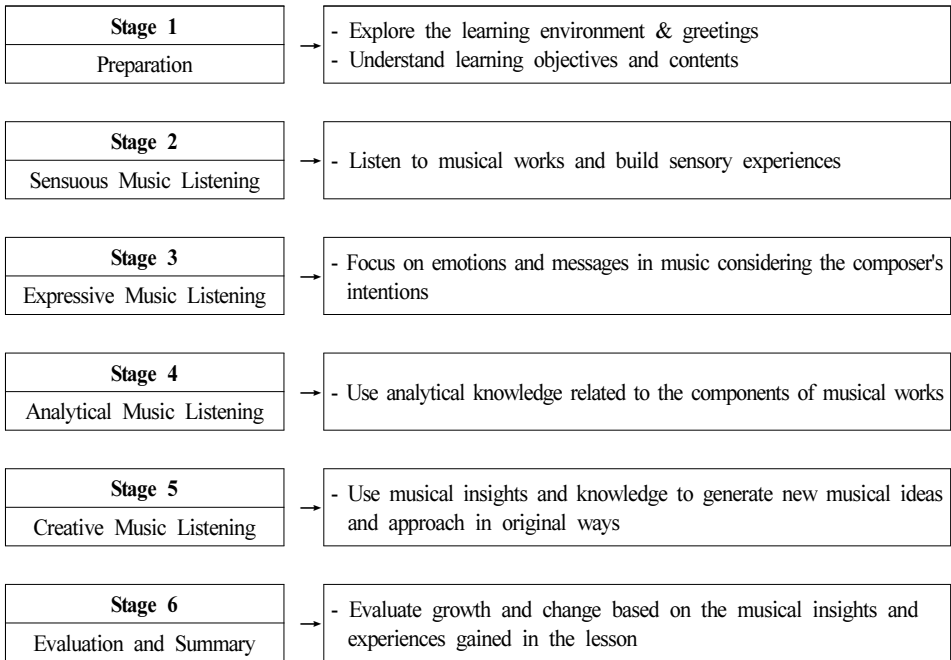 Stage 1
Preparation
- Explore the learning environment & greetings
- Understand learning objectives and contents
Stage 2
Sensuous Music Listening
- Listen to musical works and build sensory experiences
Stage 3
Expressive Music Listening
- Focus on emotions and messages in music considering the composer's
intentions
Stage 4
Analytical Music Listening
- Use analytical knowledge related to the components of musical works
Stage 5
Creative Music Listening
- Use musical insights and knowledge to generate new musical ideas
and approach in original ways
Stage 6
Evaluation and Summary
- Evaluate growth and change based on the musical insights and
experiences gained in the lesson